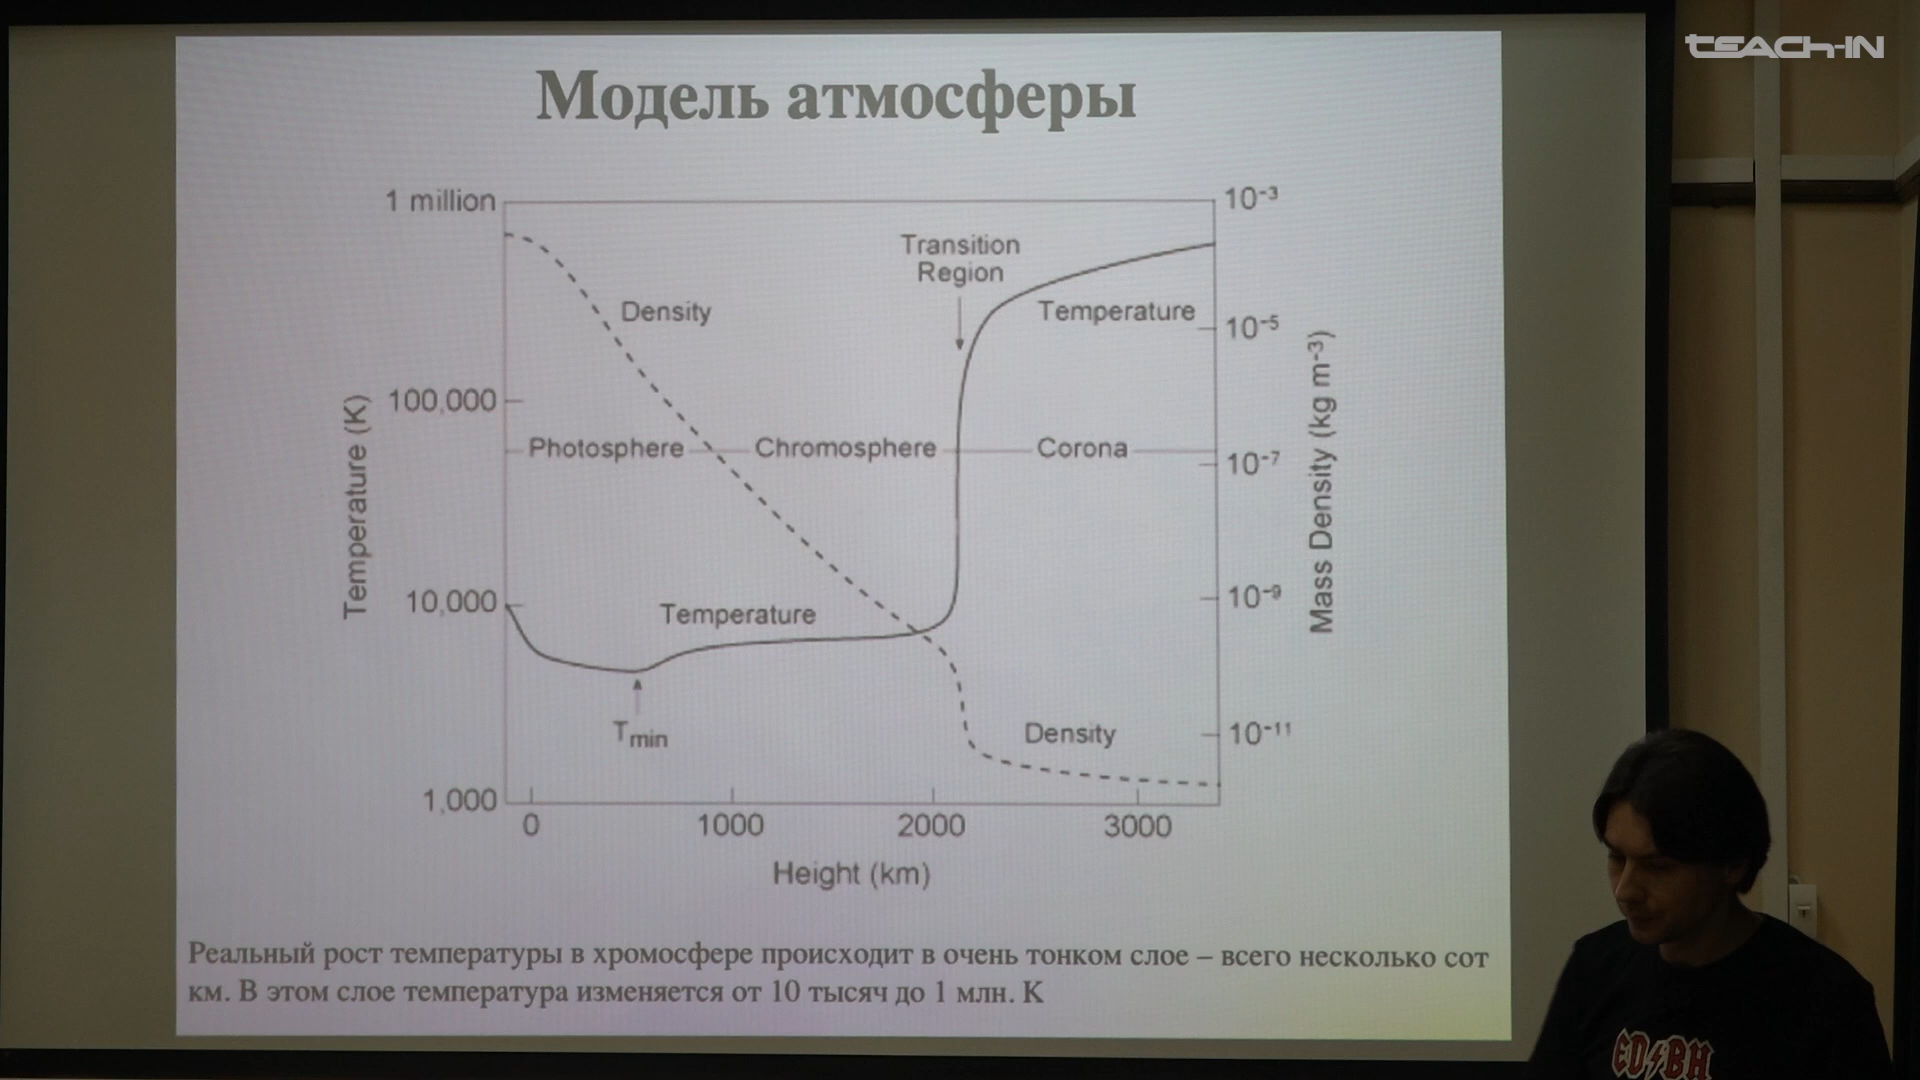 TEACH-IN
Модель атмосферы
1 million
10-3
Transition
Region
Density
Temperature
10-5
100,000
Photosphere
Chromosphere
Corona
10-7
Temperature (K)
Mass Density (kg m-3)
10,000
Temperature
10-9
Tmin
Density
10-11
1,000
0
1000
2000
3000
Height (km)
Реальный рост температуры в хромосфере происходит в очень тонком слое – всего несколько сот
км. В этом слое температура изменяется от 10 тысяч до 1 млн. К